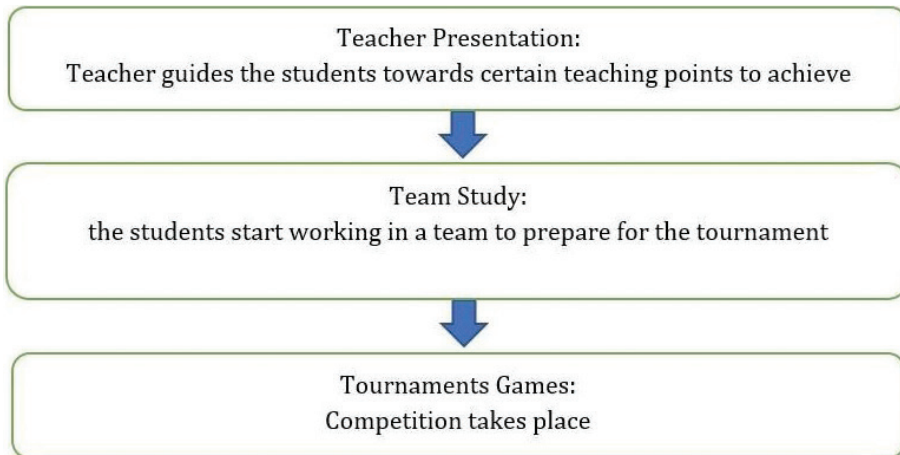 Teacher Presentation:
Teacher guides the students towards certain teaching points to achieve
Team Study:
the students start working in a team to prepare for the tournament
Tournaments Games:
Competition takes place